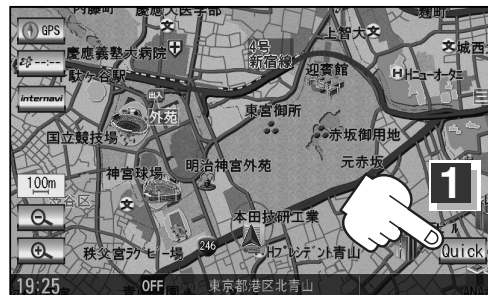 内藤町
慶應大医学部
麹町
GPS
上智大
城西
慶應義塾大病院
4号
新宿線
迎賓館
--:--
駄ケ谷駅
Hニューオータニ
internavi
出入
外苑
東宮御所
国立競技場
赤坂御用地
神宮球場
明治神宮外苑
元赤坂
100m
1
本田技研工業
秩父宮ラグビー場
246
Hプレジデント青山
Quick
19:25
OFF
東京都港区北青山